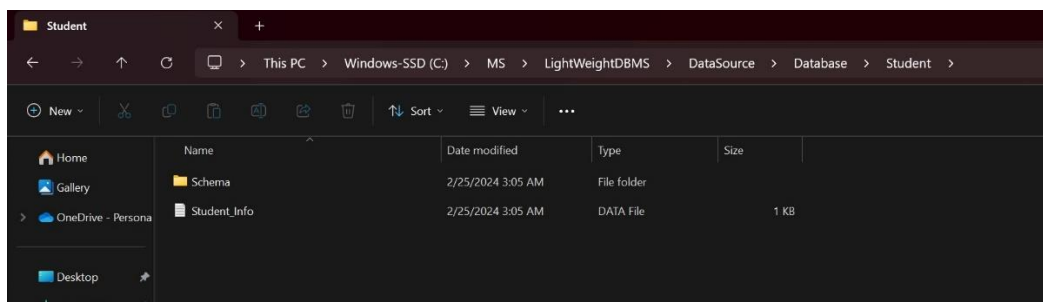 Student
This PC > Windows-SSD (C:) > MS > LightWeightDBMS > DataSource > Database > Student >
New Sort View ...
Name Date modified Type Size
Home
Gallery
Schema 2/25/2024 3:05 AM File folder
Student_Info 2/25/2024 3:05 AM DATA File 1 KB
OneDrive - Persona
Desktop